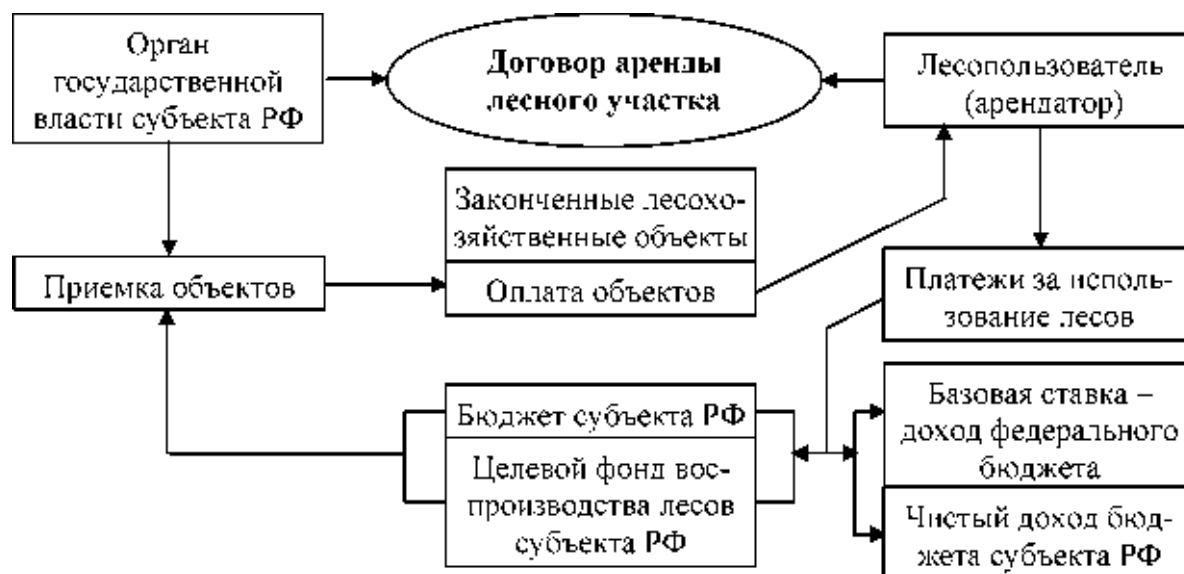 Орган
государственной
власти субъекта РФ
Договор аренды
лесного участка
Лесопользователь
(арендатор)
Законченные лесохо-
зяйственные объекты
Приемка объектов
Оплата объектов
Платежи за исполь-
зование лесов
Бюджет субъекта РФ
Целевой фонд вос-
производства лесов
субъекта РФ
Базовая ставка –
доход федерального
бюджета
Чистый доход бюд-
жета субъекта РФ